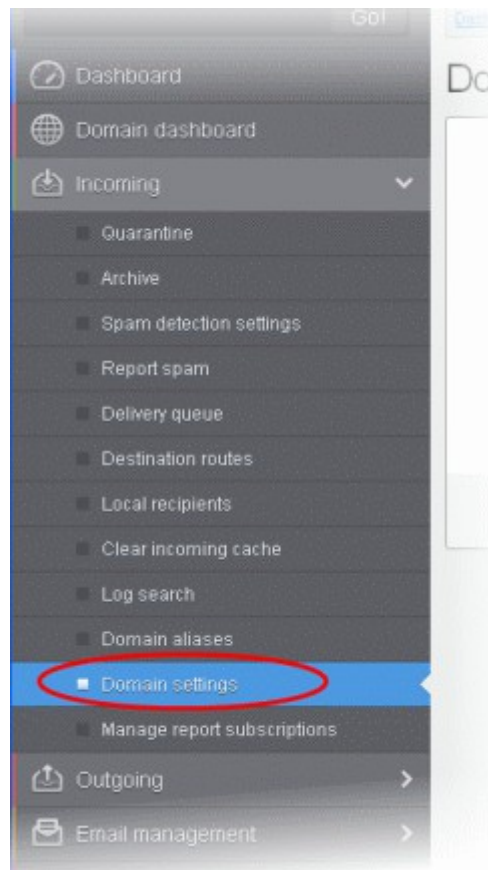 Go!
Dashboard
Do
Domain dashboard
Incoming
Quarantine
Archive
Spam detection settings
Report spam
Delivery queue
Destination routes
Local recipients
Clear incoming cache
Log search
Domain aliases
Domain settings
Manage report subscriptions
Outgoing
Email management